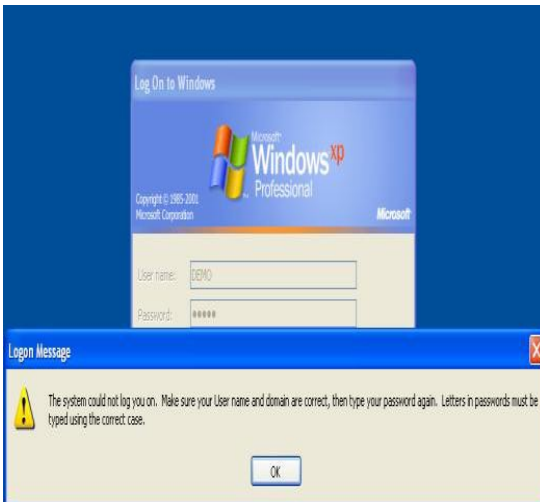 Log On to Windows
Microsoft
Windows xp
Professional
Copyright © 1985-2001
Microsoft Corporation
Microsoft
User name: DEMO
Password: •••••
Logon Message
The system could not log you on. Make sure your User name and domain are correct, then type your password again. Letters in passwords must be
typed using the correct case.
OK